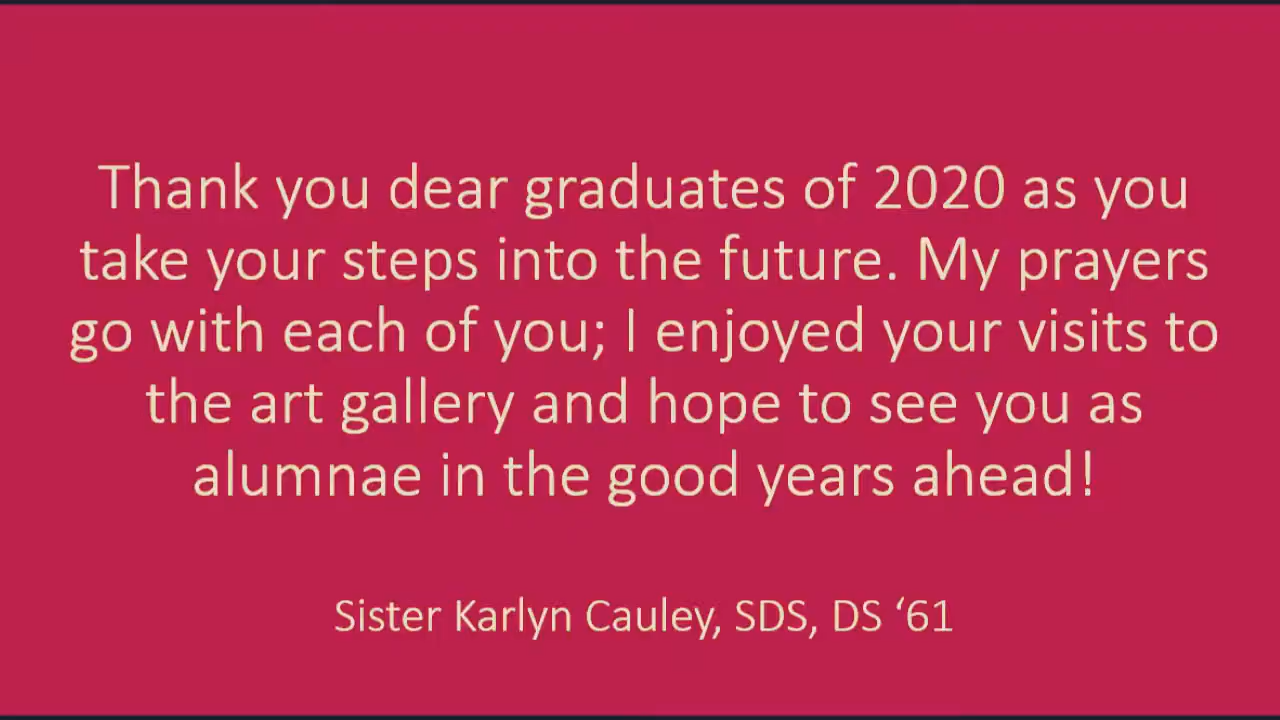 Thank you dear graduates of 2020 as you
take your steps into the future. My prayers
go with each of you; I enjoyed your visits to
the art gallery and hope to see you as
alumnae in the good years ahead!
Sister Karlyn Cauley, SDS, DS ‘61